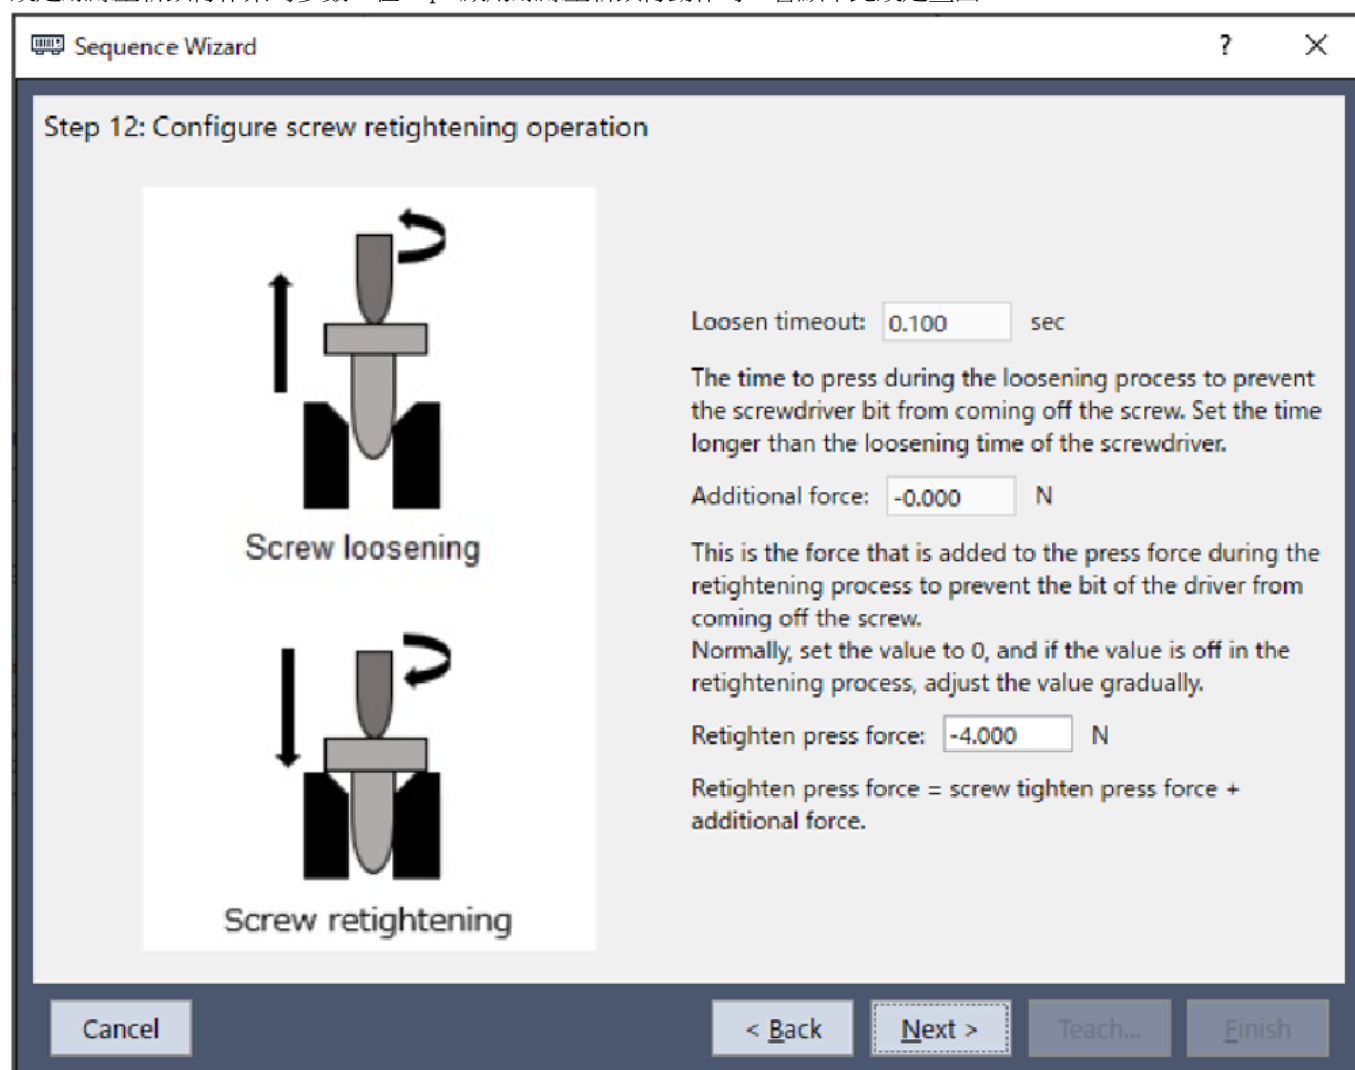 Sequence Wizard
?
Step 12: Configure screw retightening operation
Screw loosening
Screw retightening
Loosen timeout: 0.100 sec
The time to press during the loosening process to prevent
the screwdriver bit from coming off the screw. Set the time
longer than the loosening time of the screwdriver.
Additional force: -0.000 N
This is the force that is added to the press force during the
retightening process to prevent the bit of the driver from
coming off the screw.
Normally, set the value to 0, and if the value is off in the
retightening process, adjust the value gradually.
Retighten press force: -4.000 N
Retighten press force = screw tighten press force +
additional force.
Cancel
< Back
Next >
Teach...
Finish